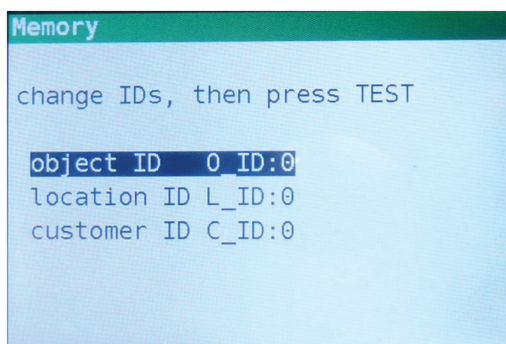 Memory
change IDs, then press TEST
object ID O_ID:0
location ID L_ID:0
customer ID C_ID:0